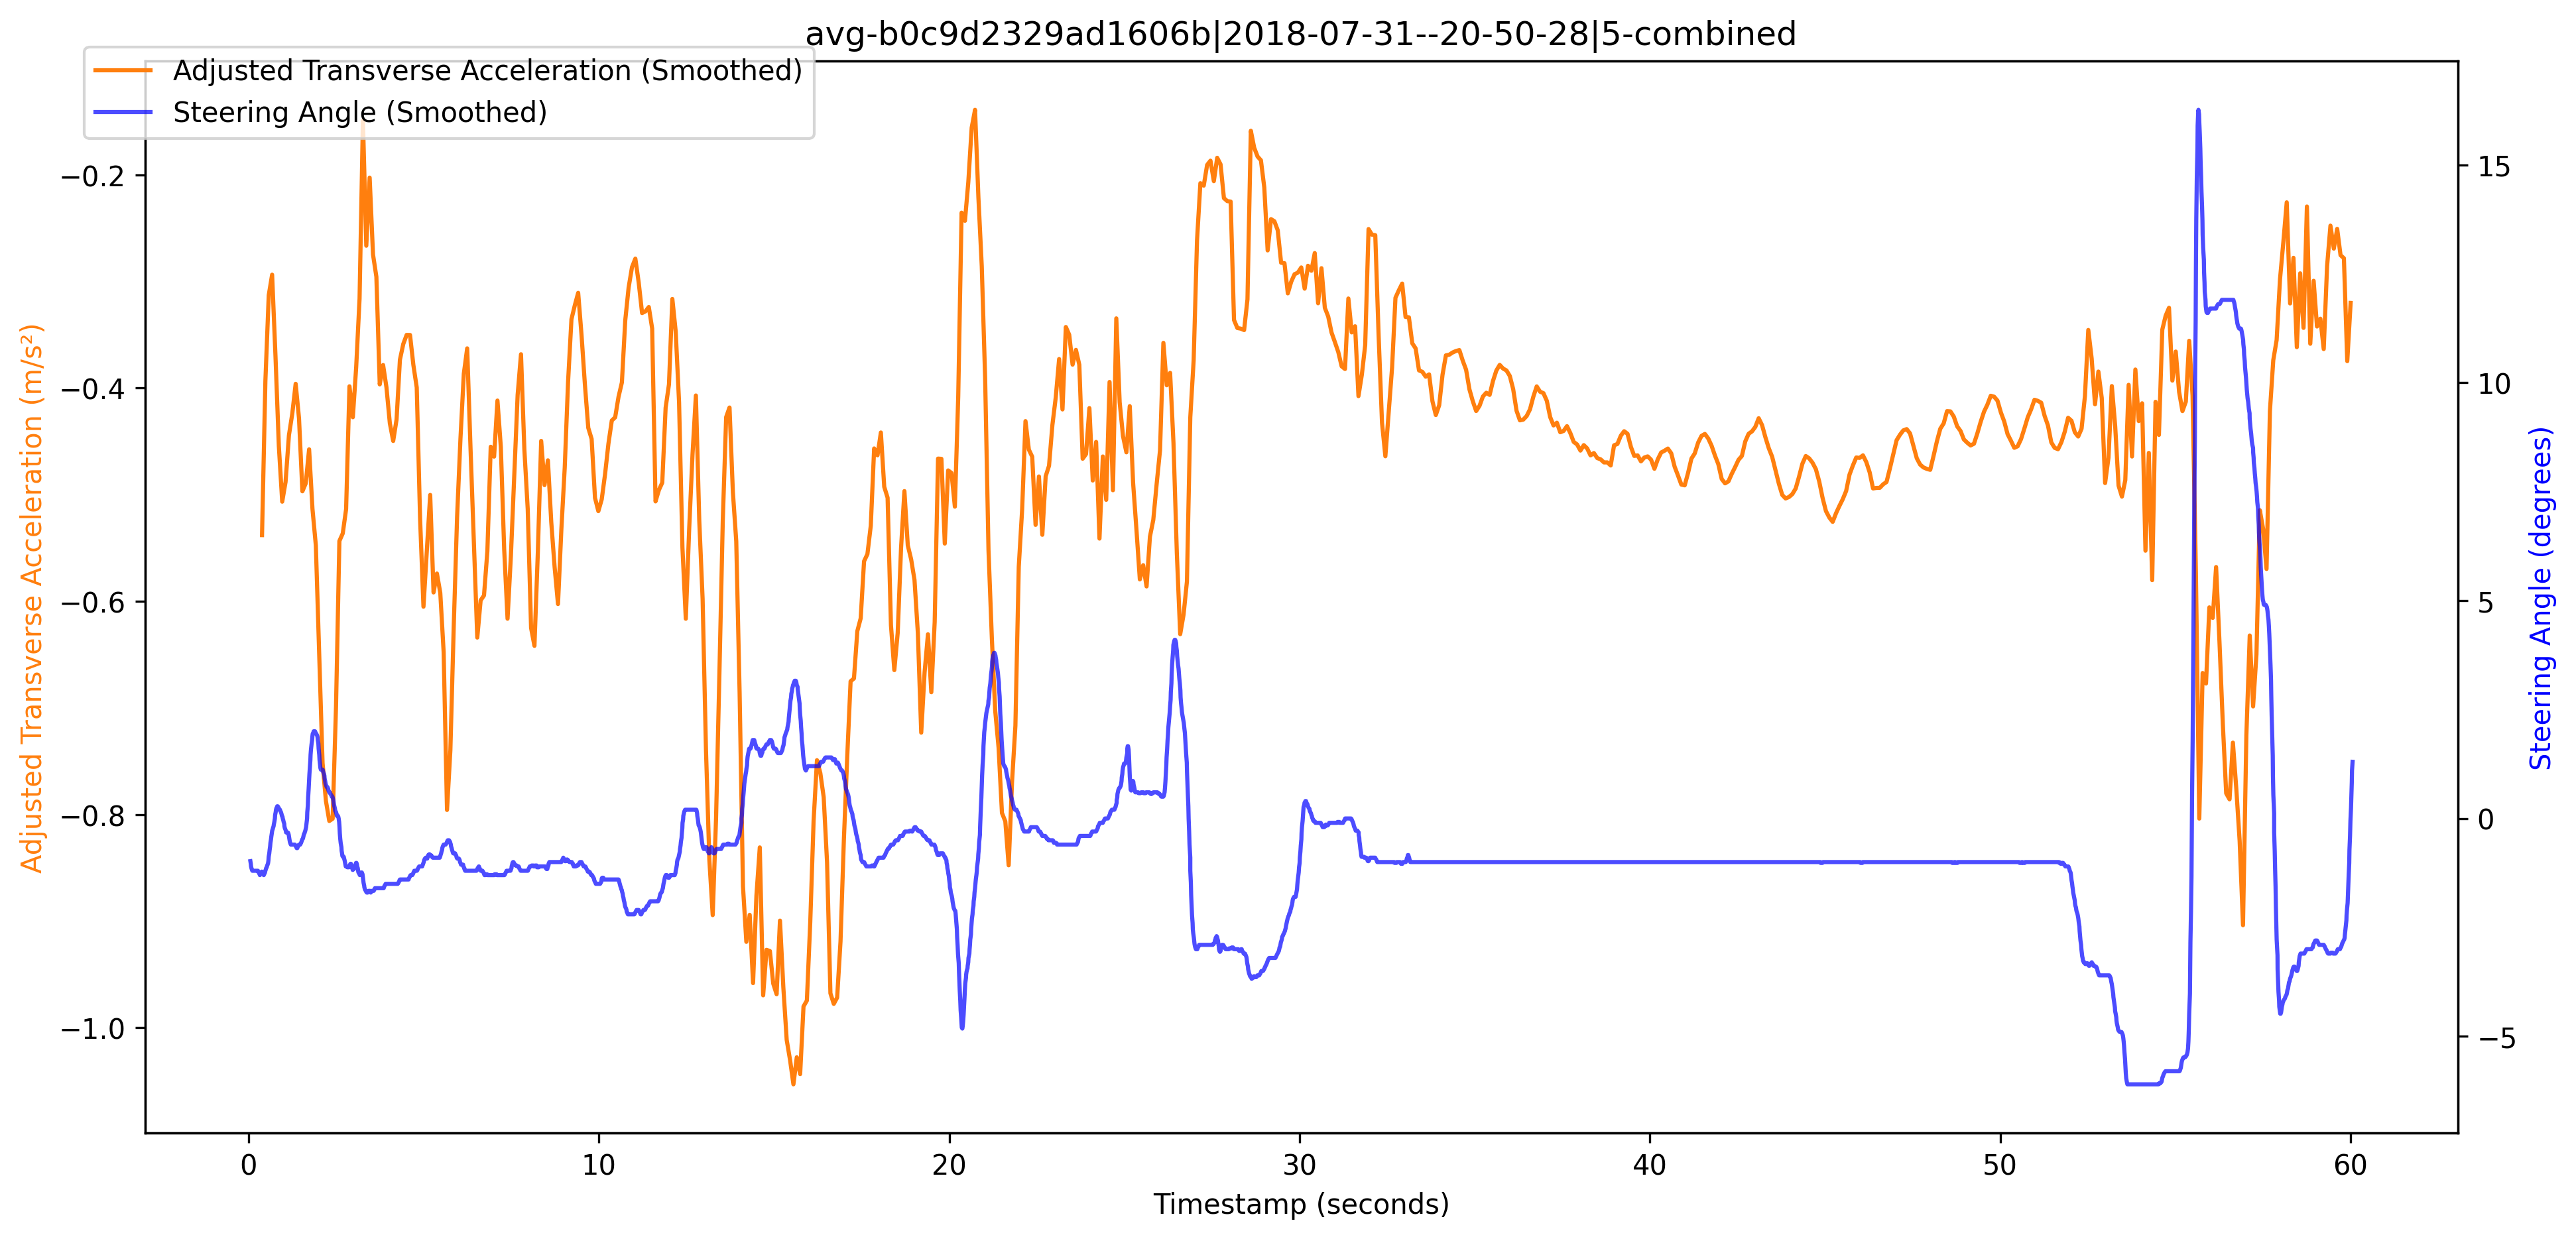 avg-b0c9d2329ad1606b|2018-07-31--20-50-28|5-combined
Adjusted Transverse Acceleration (Smoothed)
Steering Angle (Smoothed)
Adjusted Transverse Acceleration (m/s²)
−0.2
−0.4
−0.6
−0.8
−1.0
15
10
5
0
−5
Steering Angle (degrees)
0 10 20 30 40 50 60
Timestamp (seconds)